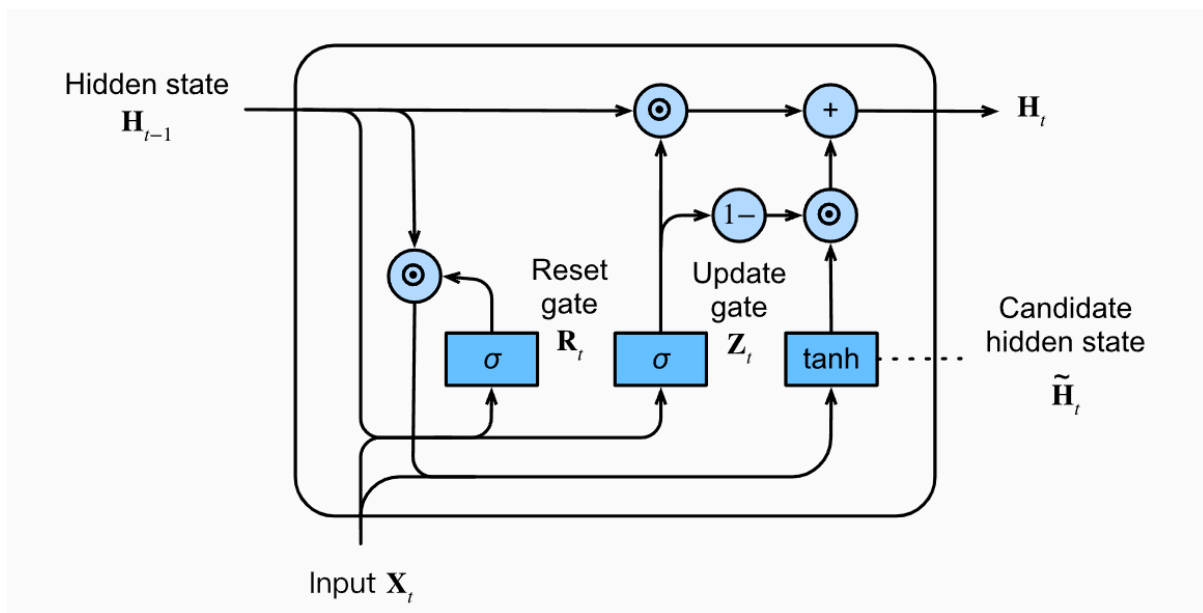 Hidden state
H_{t−1}
⊙
+
H_t
1−
⊙
⊙
Reset
gate
R_t
Update
gate
Z_t
σ
σ
tanh
Candidate
hidden state
H̃_t
Input X_t